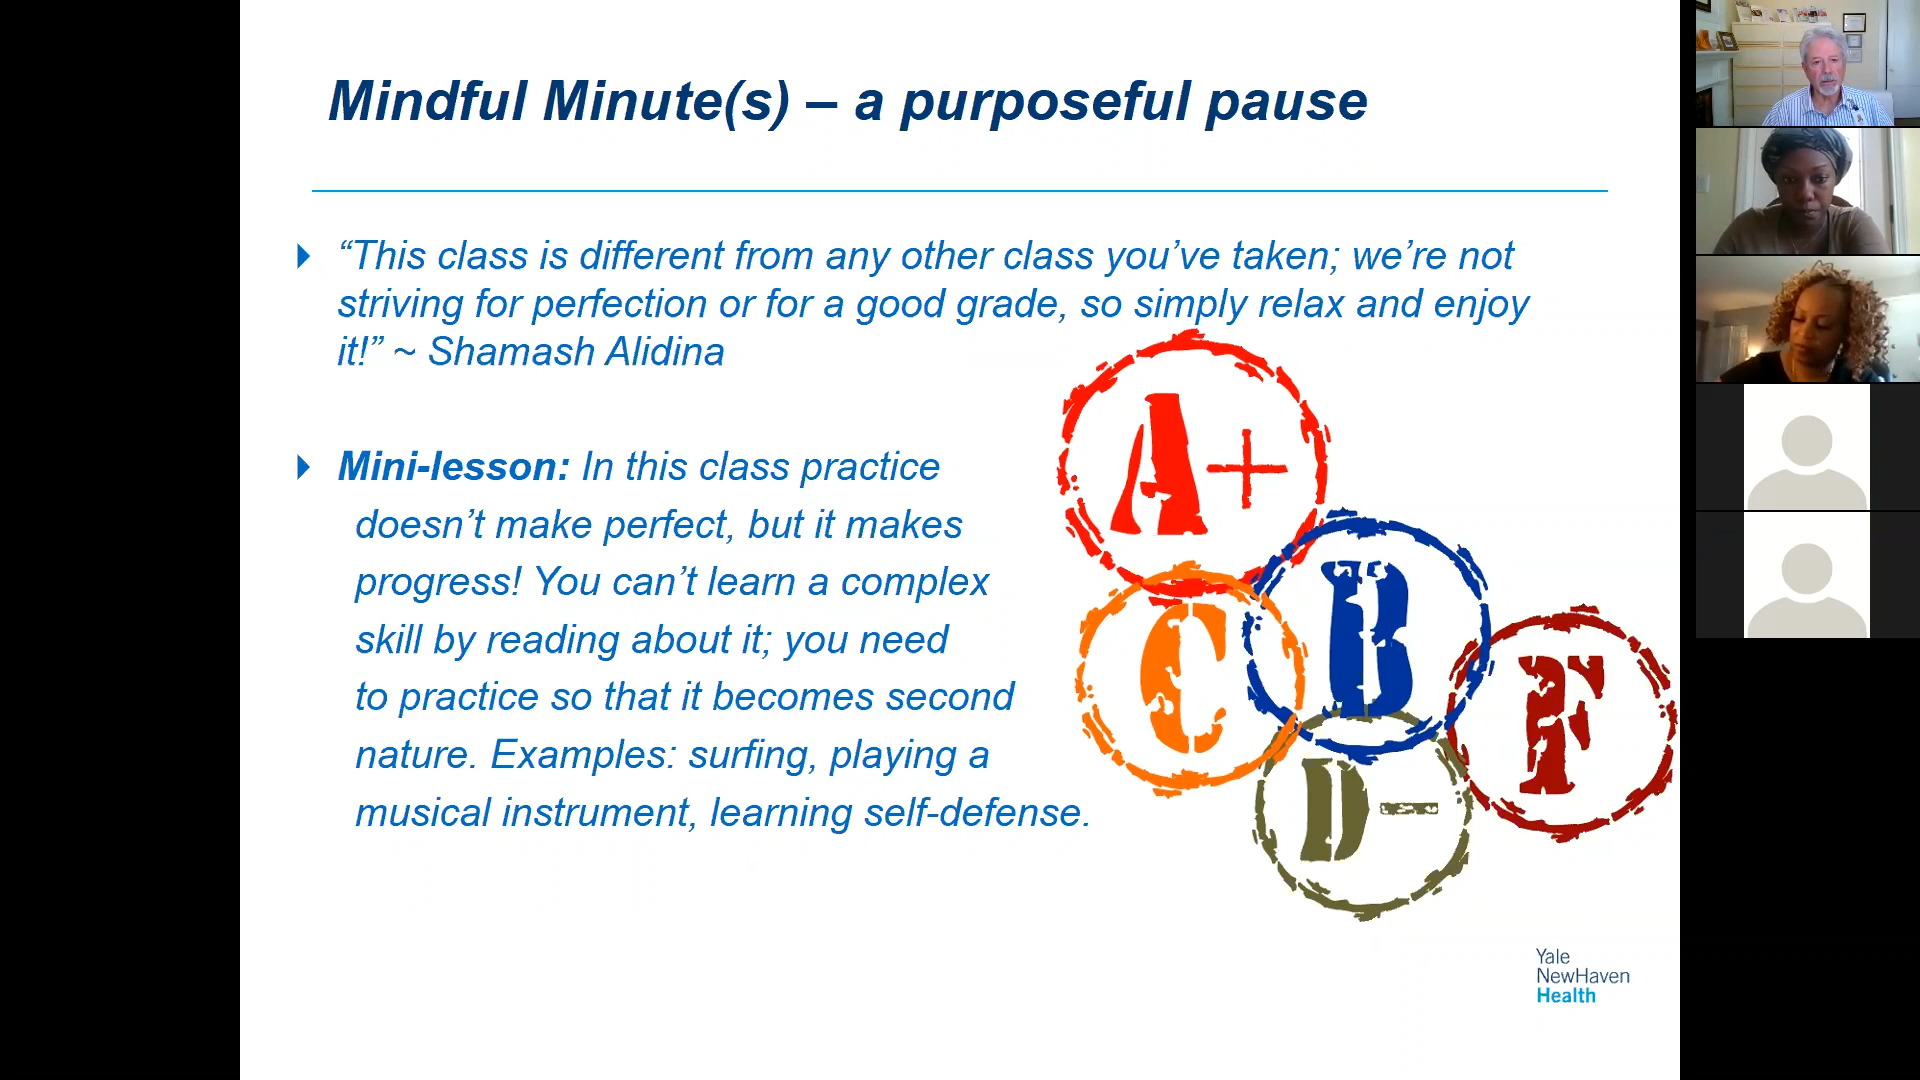 Mindful Minute(s) – a purposeful pause
“This class is different from any other class you’ve taken; we’re not
striving for perfection or for a good grade, so simply relax and enjoy
it!” ~ Shamash Alidina
Mini-lesson: In this class practice
doesn’t make perfect, but it makes
progress! You can’t learn a complex
skill by reading about it; you need
to practice so that it becomes second
nature. Examples: surfing, playing a
musical instrument, learning self-defense.
A+
B
C
F
D-
Yale
NewHaven
Health